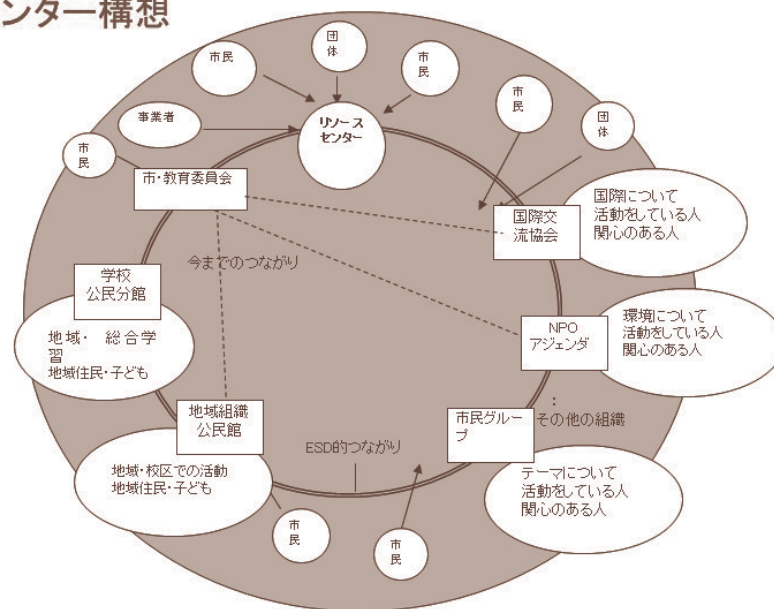 ンター構想
市民
団
体
市
民
市
民
団
体
事業者
リソース
センター
市
民
市・教育委員会
国際交
流協会
国際について
活動をしている人
関心のある人
今までのつながり
学校
公民分館
地域・　総合学
習
地域住民・子ども
NPO
アジェンダ
環境について
活動をしている人
関心のある人
:
その他の組織
地域組織
公民館
市民グルー
プ
ESD的つながり
地域・校区での活動
地域住民・子ども
テーマについて
活動をしている人
関心のある人
市
民
市
民